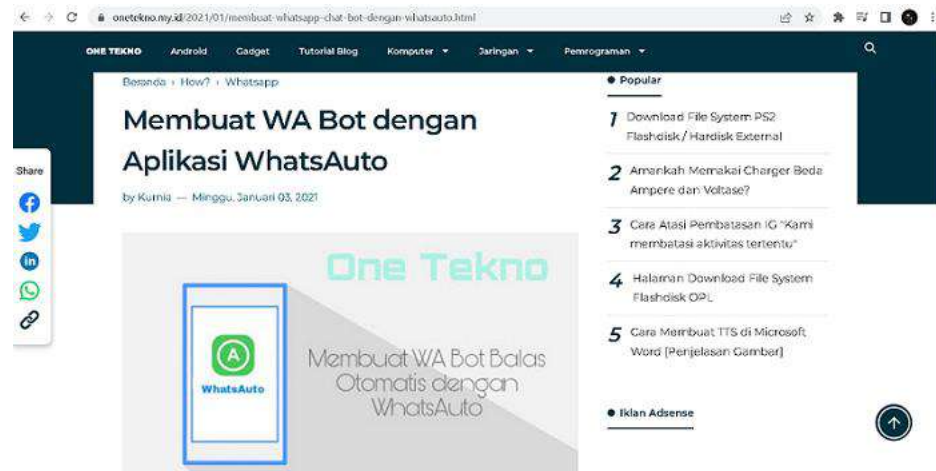 onetekno.my.id/2021/01/membuat-whatsapp-chat-bot-dengan-whatsauto.html
ONE TEKNO Android Gadget Tutorial Blog Komputer Jaringan Pemrograman
Beranda › How? › Whatsapp
Membuat WA Bot dengan
Aplikasi WhatsAuto
by Kurnia — Minggu, Januari 03, 2021
Share
One Tekno
WhatsAuto
Membuat WA Bot Balas
Otomatis dengan
WhatsAuto
Popular
1 Download File System PS2
Flashdisk / Hardisk External
2 Amankah Memakai Charger Beda
Ampere dan Voltase?
3 Cara Atasi Pembatasan IG "Kami
membatasi aktivitas tertentu"
4 Halaman Download File System
Flashdisk OPL
5 Cara Membuat TTS di Microsoft
Word [Penjelasan Gambar]
Iklan Adsense